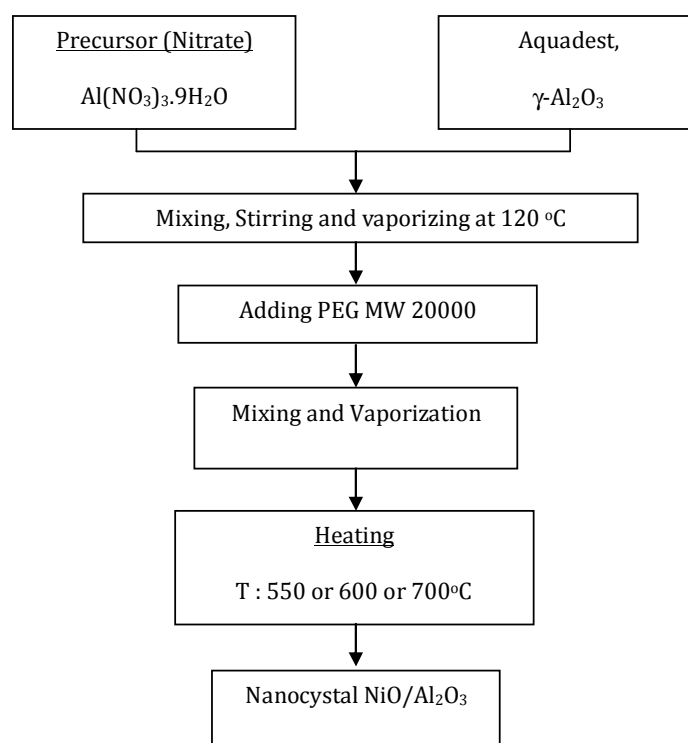 Precursor (Nitrate)
Al(NO₃)₃.9H₂O
Aquadest,
γ-Al₂O₃
Mixing, Stirring and vaporizing at 120 ᵒC
Adding PEG MW 20000
Mixing and Vaporization
Heating
T : 550 or 600 or 700ᵒC
Nanocystal NiO/Al₂O₃